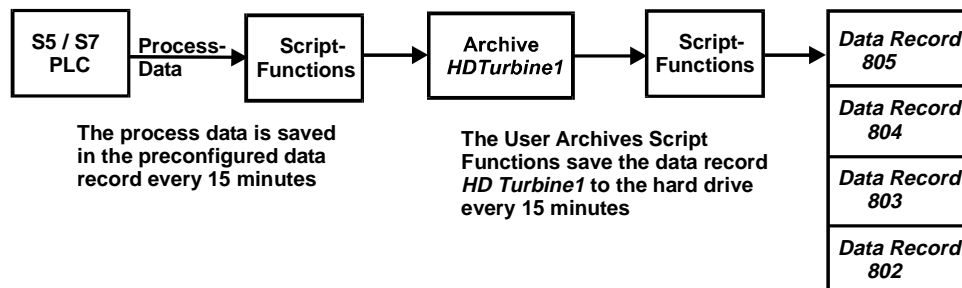 S5 / S7
PLC
Process-
Data
Script-
Functions
Archive
HDTurbine1
Script-
Functions
Data Record
805
Data Record
804
Data Record
803
Data Record
802
The process data is saved
in the preconfigured data
record every 15 minutes
The User Archives Script
Functions save the data record
HD Turbine1 to the hard drive
every 15 minutes